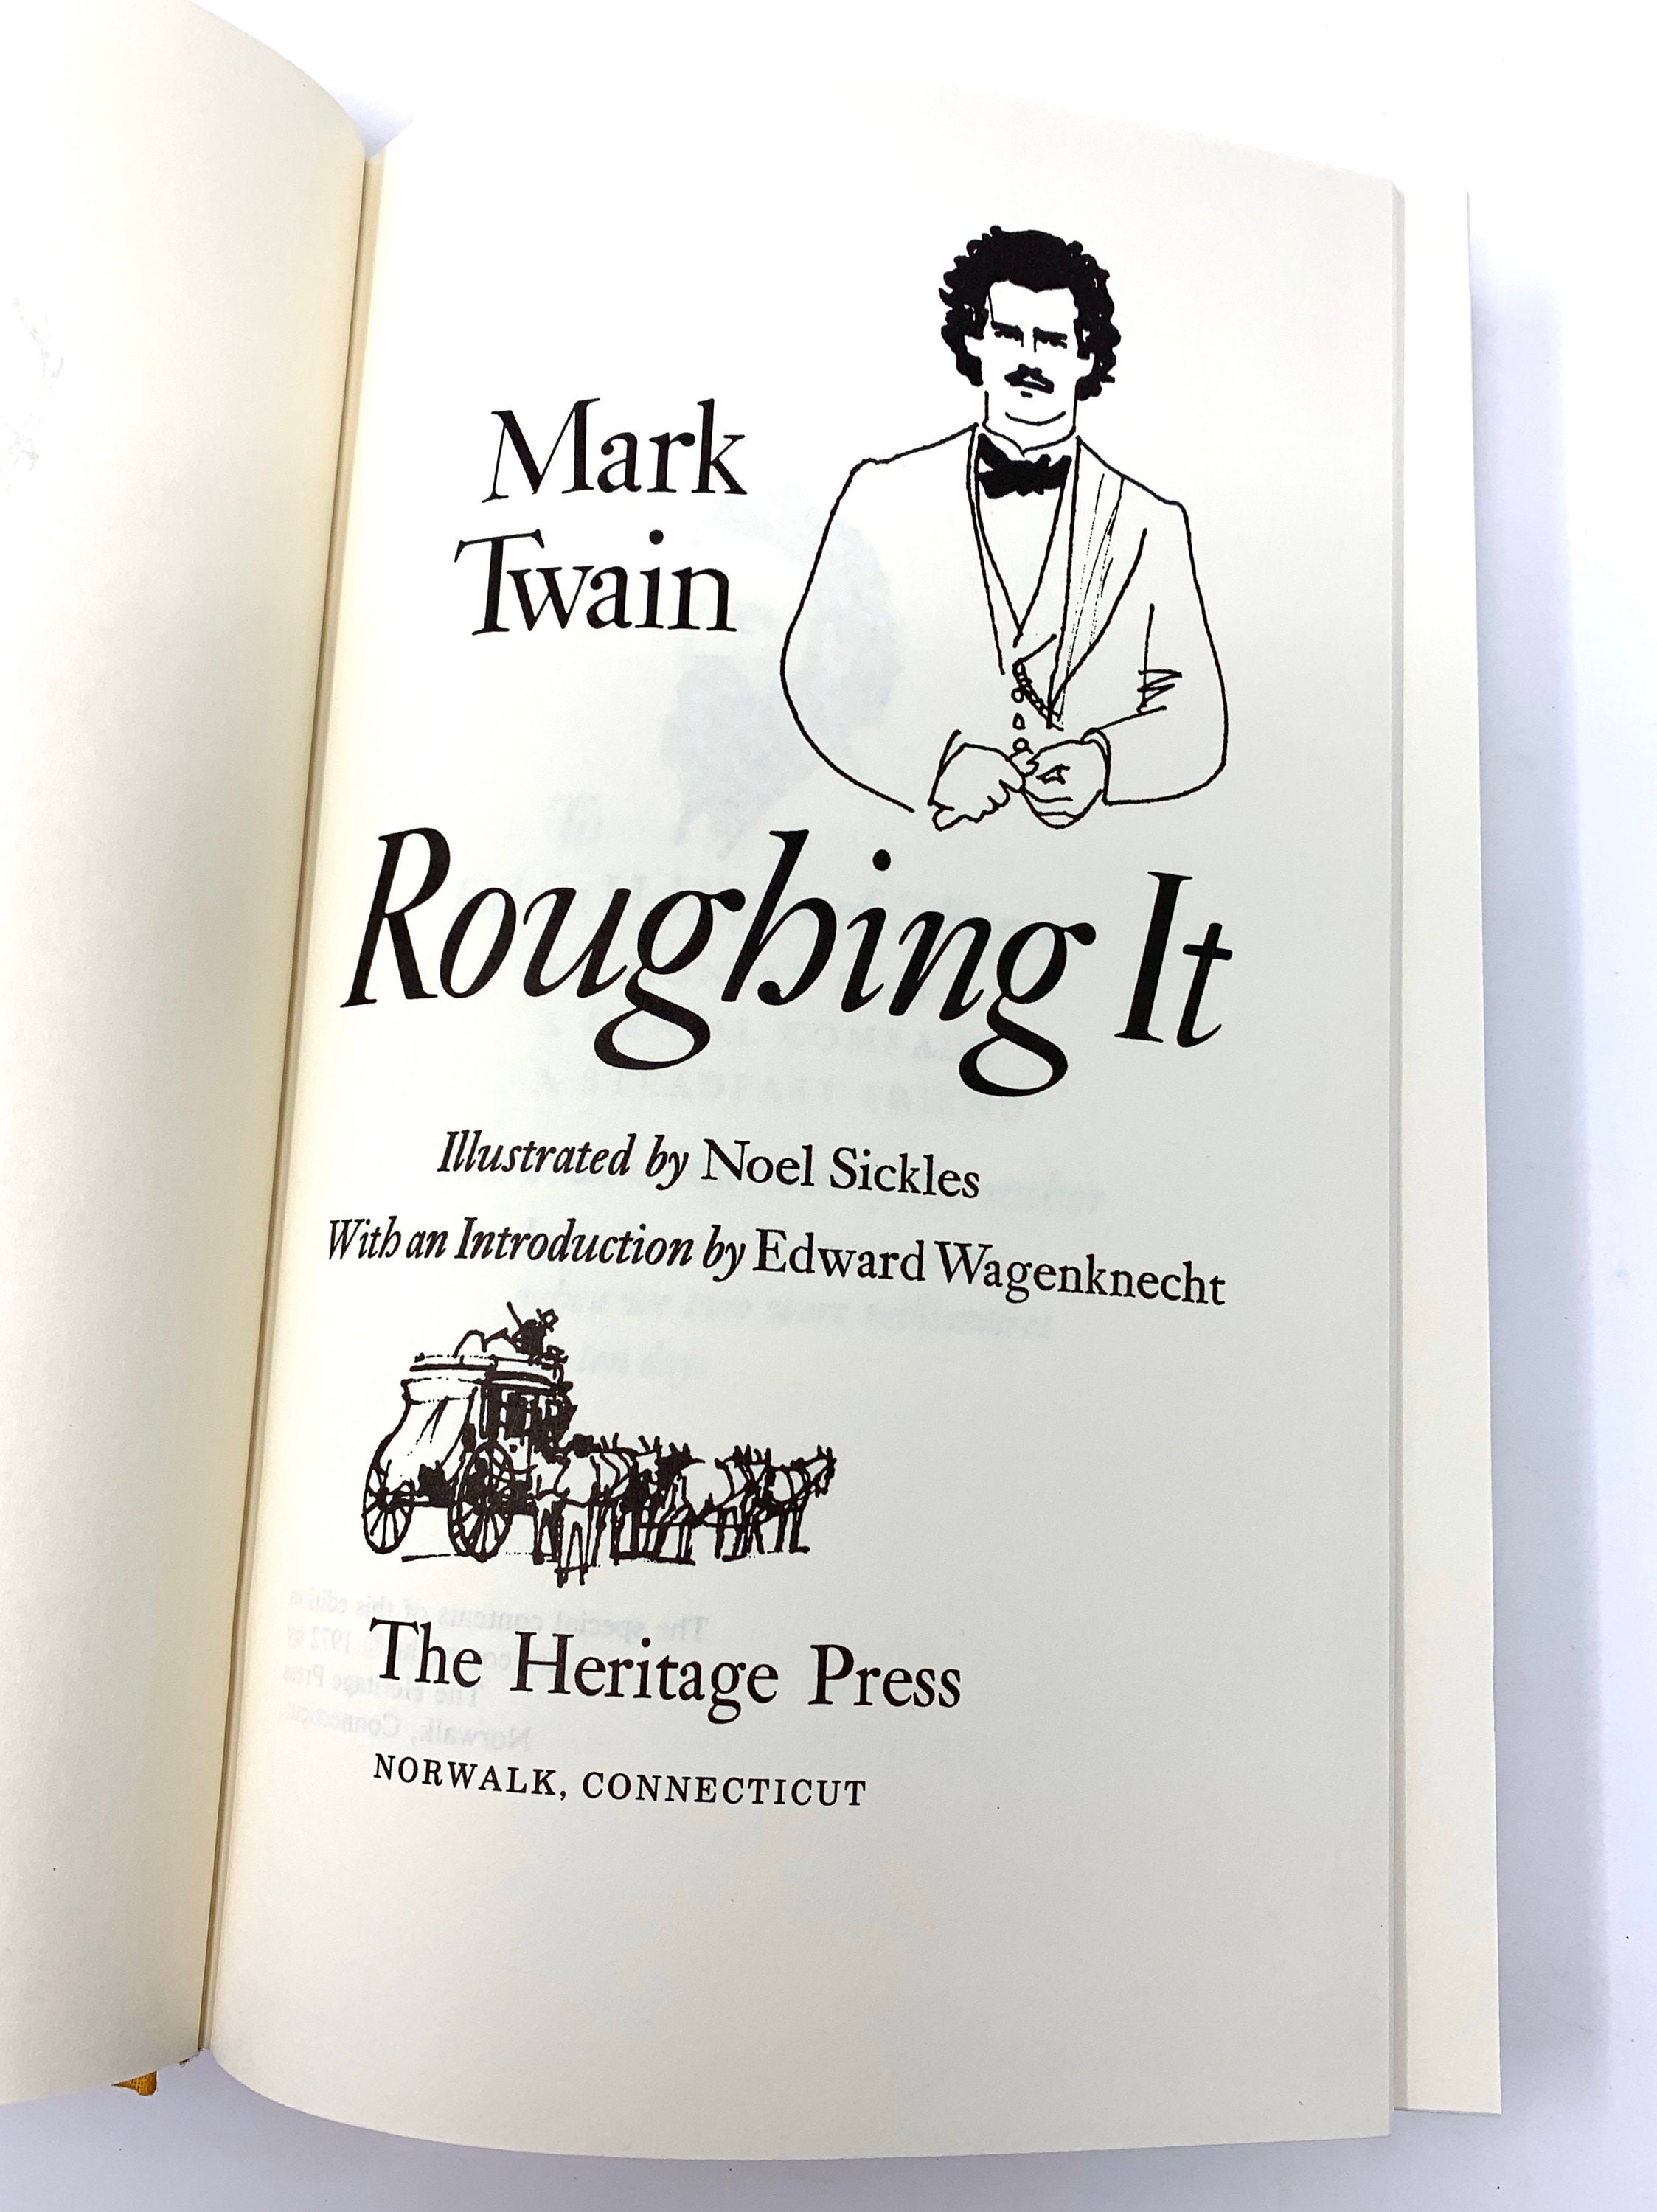 Mark
Twain
Roughing It
Illustrated by Noel Sickles
With an Introduction by Edward Wagenknecht
The Heritage Press
NORWALK, CONNECTICUT